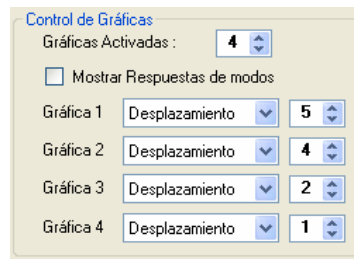 Control de Gráficas
Gráficas Activadas : 4
Mostrar Respuestas de modos
Gráfica 1 Desplazamiento 5
Gráfica 2 Desplazamiento 4
Gráfica 3 Desplazamiento 2
Gráfica 4 Desplazamiento 1